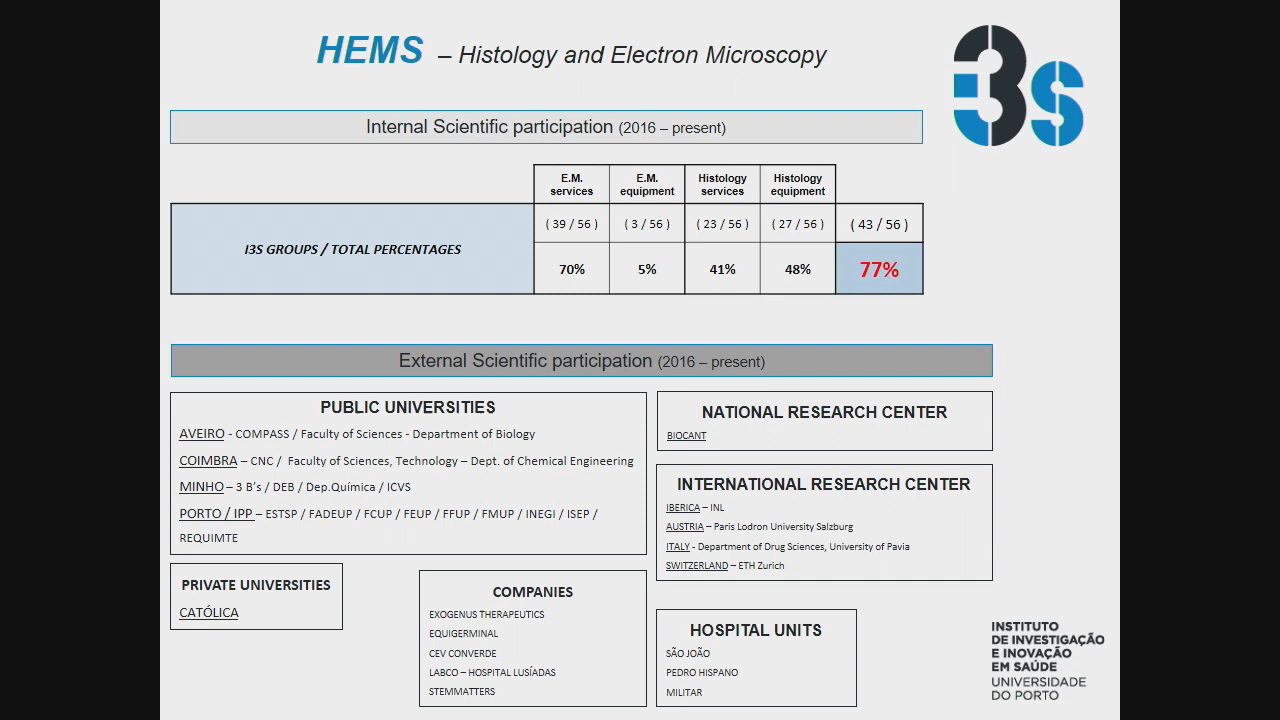 HEMS – Histology and Electron Microscopy
i3s
Internal Scientific participation (2016 – present)
E.M. services
E.M. equipment
Histology services
Histology equipment
I3S GROUPS / TOTAL PERCENTAGES
( 39 / 56 ) ( 3 / 56 ) ( 23 / 56 ) ( 27 / 56 ) ( 43 / 56 )
70% 5% 41% 48% 77%
External Scientific participation (2016 – present)
PUBLIC UNIVERSITIES
AVEIRO - COMPASS / Faculty of Sciences - Department of Biology
COIMBRA – CNC / Faculty of Sciences, Technology – Dept. of Chemical Engineering
MINHO – 3 B's / DEB / Dep.Química / ICVS
PORTO / IPP – ESTSP / FADEUP / FCUP / FEUP / FFUP / FMUP / INEGI / ISEP /
REQUIMTE
NATIONAL RESEARCH CENTER
BIOCANT
INTERNATIONAL RESEARCH CENTER
IBERICA – INL
AUSTRIA – Paris Lodron University Salzburg
ITALY - Department of Drug Sciences, University of Pavia
SWITZERLAND – ETH Zurich
PRIVATE UNIVERSITIES
CATÓLICA
COMPANIES
EXOGENUS THERAPEUTICS
EQUIGERMINAL
CEV CONVERDE
LABCO – HOSPITAL LUSÍADAS
STEMMATTERS
HOSPITAL UNITS
SÃO JOÃO
PEDRO HISPANO
MILITAR
INSTITUTO
DE INVESTIGAÇÃO
E INOVAÇÃO
EM SAÚDE
UNIVERSIDADE
DO PORTO